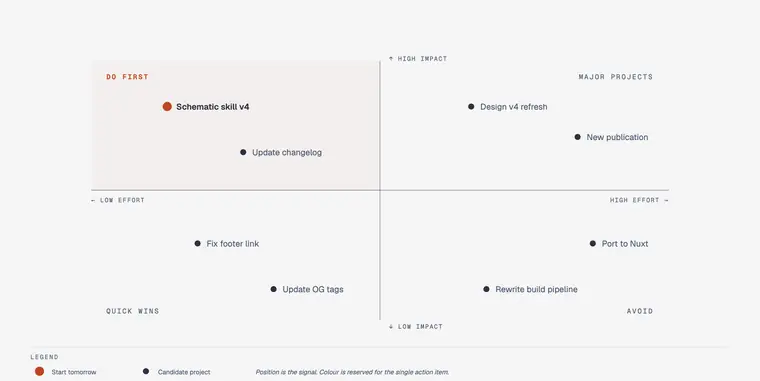 ↑ HIGH IMPACT
DO FIRST
MAJOR PROJECTS
Schematic skill v4
Design v4 refresh
New publication
Update changelog
← LOW EFFORT
HIGH EFFORT →
Fix footer link
Port to Nuxt
Update OG tags
Rewrite build pipeline
QUICK WINS
AVOID
↓ LOW IMPACT
LEGEND
Start tomorrow
Candidate project
Position is the signal. Colour is reserved for the single action item.